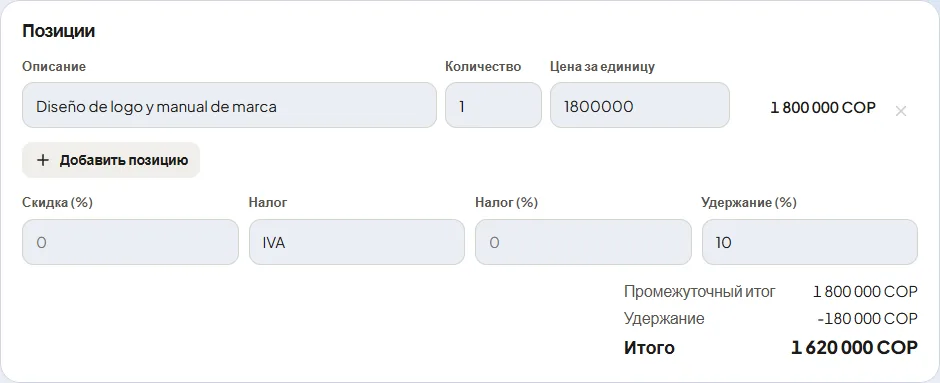 Позиции
Описание Количество Цена за единицу
Diseño de logo y manual de marca 1 1800000 1 800 000 COP ×
+ Добавить позицию
Скидка (%) Налог Налог (%) Удержание (%)
0 IVA 0 10
Промежуточный итог 1 800 000 COP
Удержание -180 000 COP
Итого 1 620 000 COP